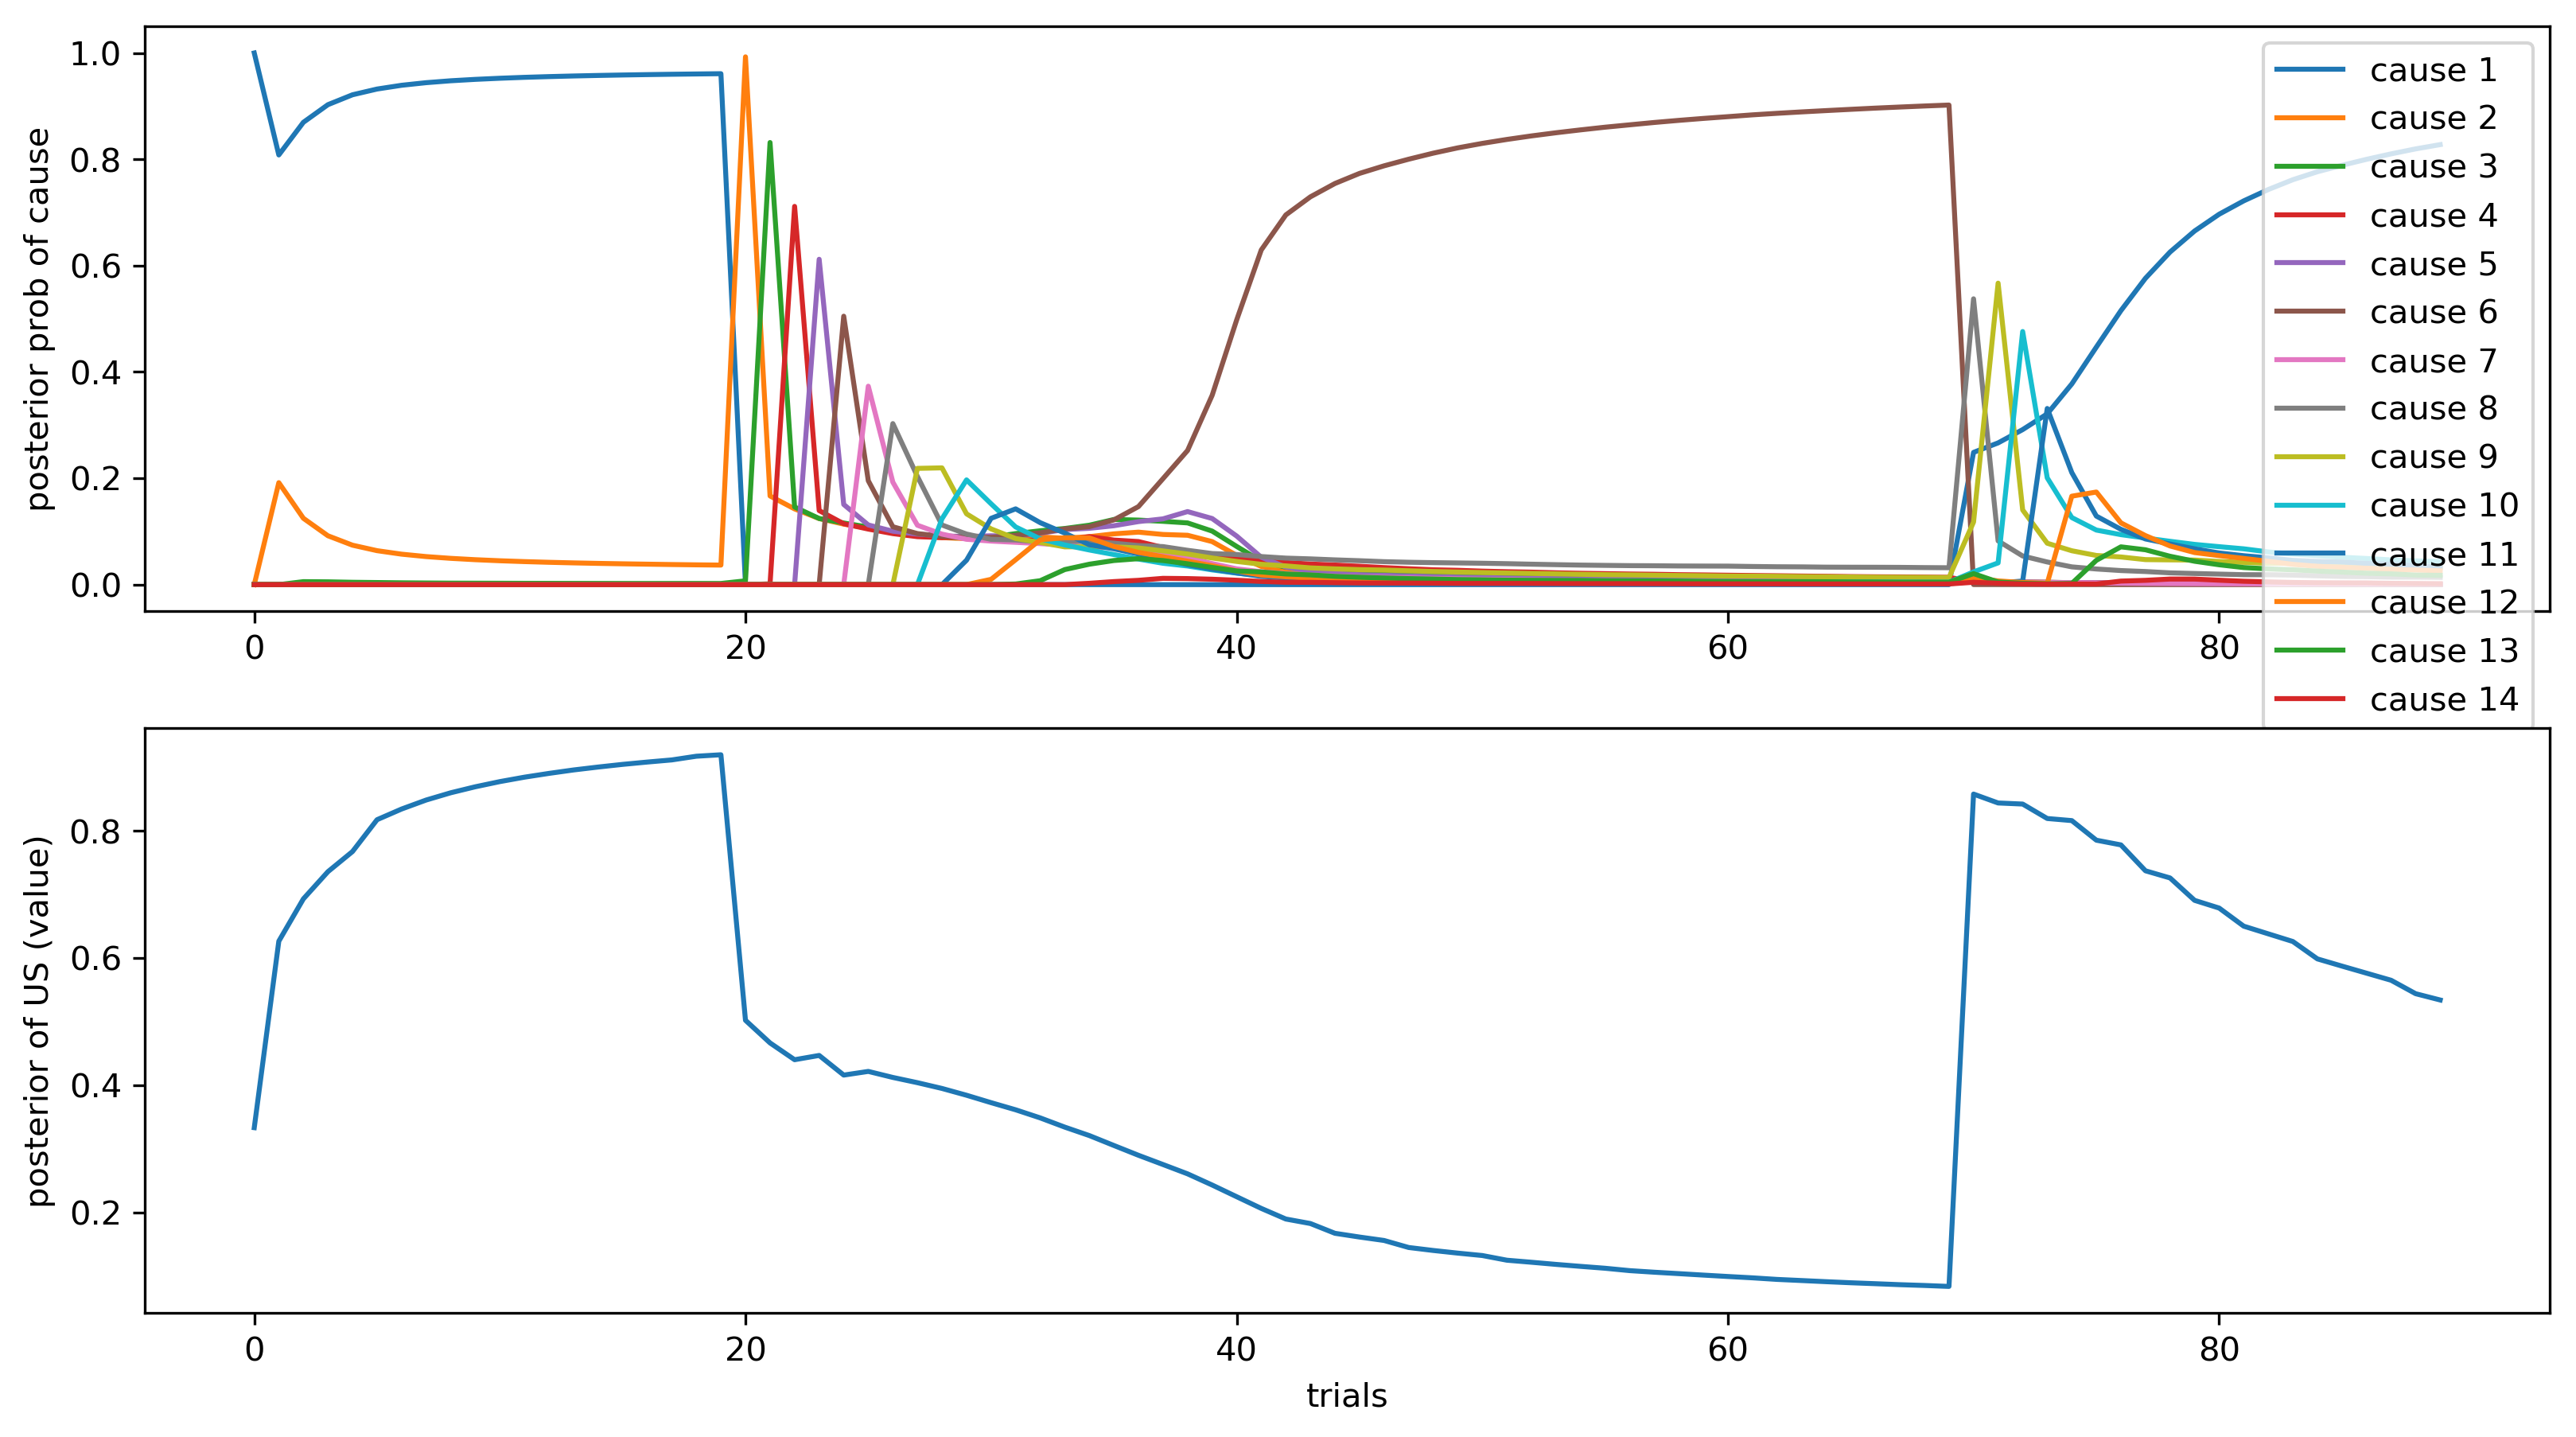 posterior prob of cause
1.0
0.8
0.6
0.4
0.2
0.0
0 20 40 60 80
cause 1
cause 2
cause 3
cause 4
cause 5
cause 6
cause 7
cause 8
cause 9
cause 10
cause 11
cause 12
cause 13
cause 14
posterior of US (value)
0.8
0.6
0.4
0.2
0 20 40 60 80
trials